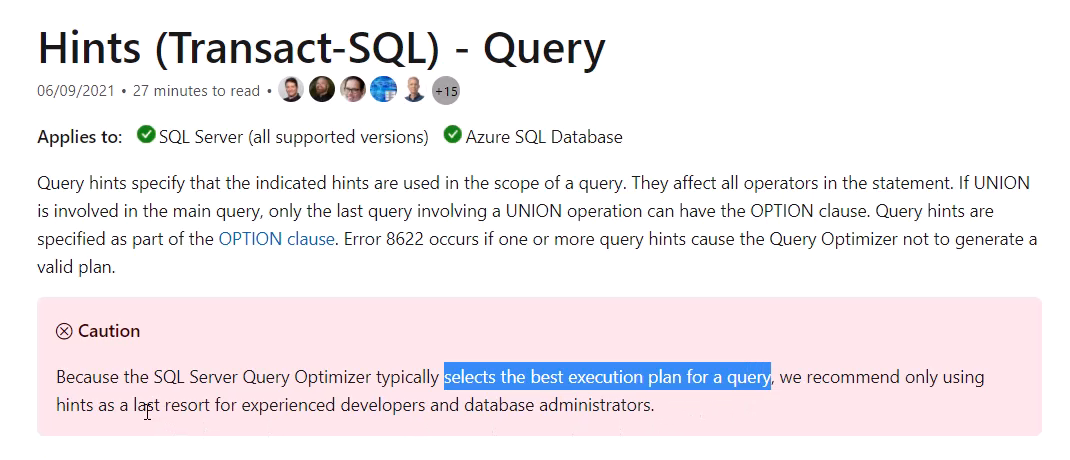 Hints (Transact-SQL) - Query
06/09/2021 • 27 minutes to read • +15
Applies to: SQL Server (all supported versions) Azure SQL Database
Query hints specify that the indicated hints are used in the scope of a query. They affect all operators in the statement. If UNION
is involved in the main query, only the last query involving a UNION operation can have the OPTION clause. Query hints are
specified as part of the OPTION clause. Error 8622 occurs if one or more query hints cause the Query Optimizer not to generate a
valid plan.
Caution
Because the SQL Server Query Optimizer typically selects the best execution plan for a query, we recommend only using
hints as a last resort for experienced developers and database administrators.